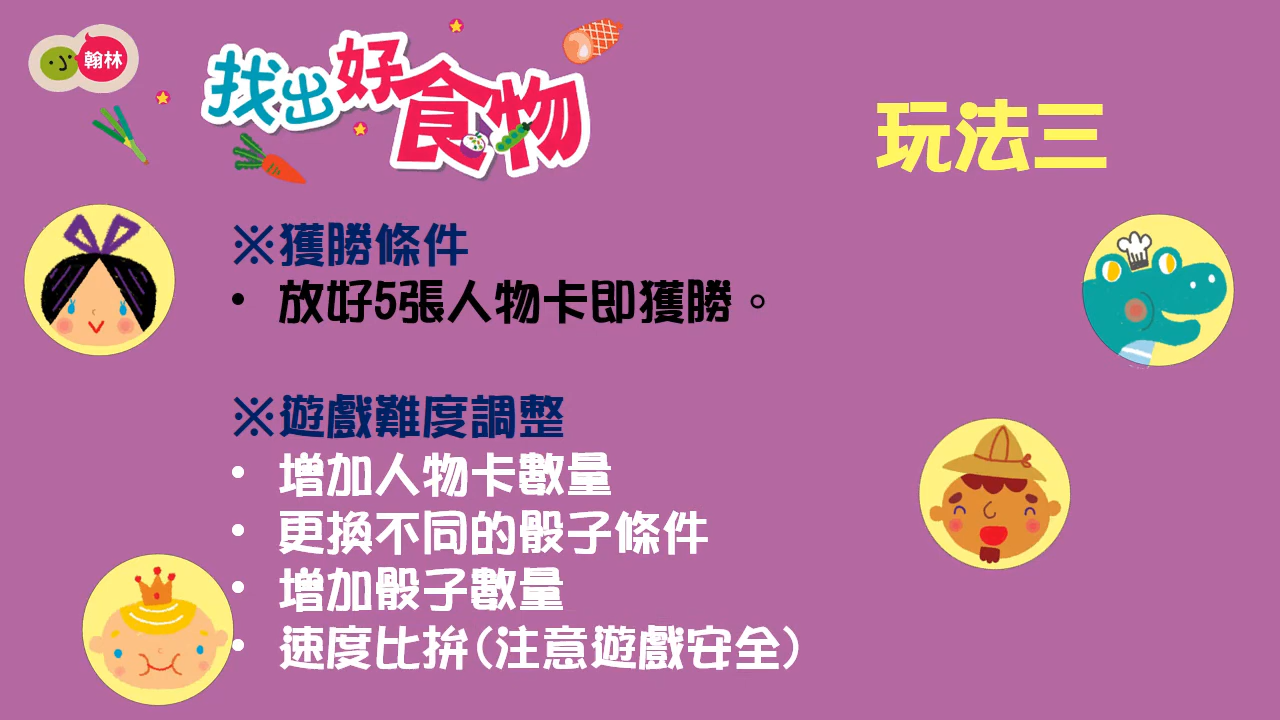 翰林
找出好食物
玩法三
※獲勝條件
• 放好5張人物卡即獲勝。
※遊戲難度調整
• 增加人物卡數量
• 更換不同的骰子條件
• 增加骰子數量
• 速度比拚(注意遊戲安全)